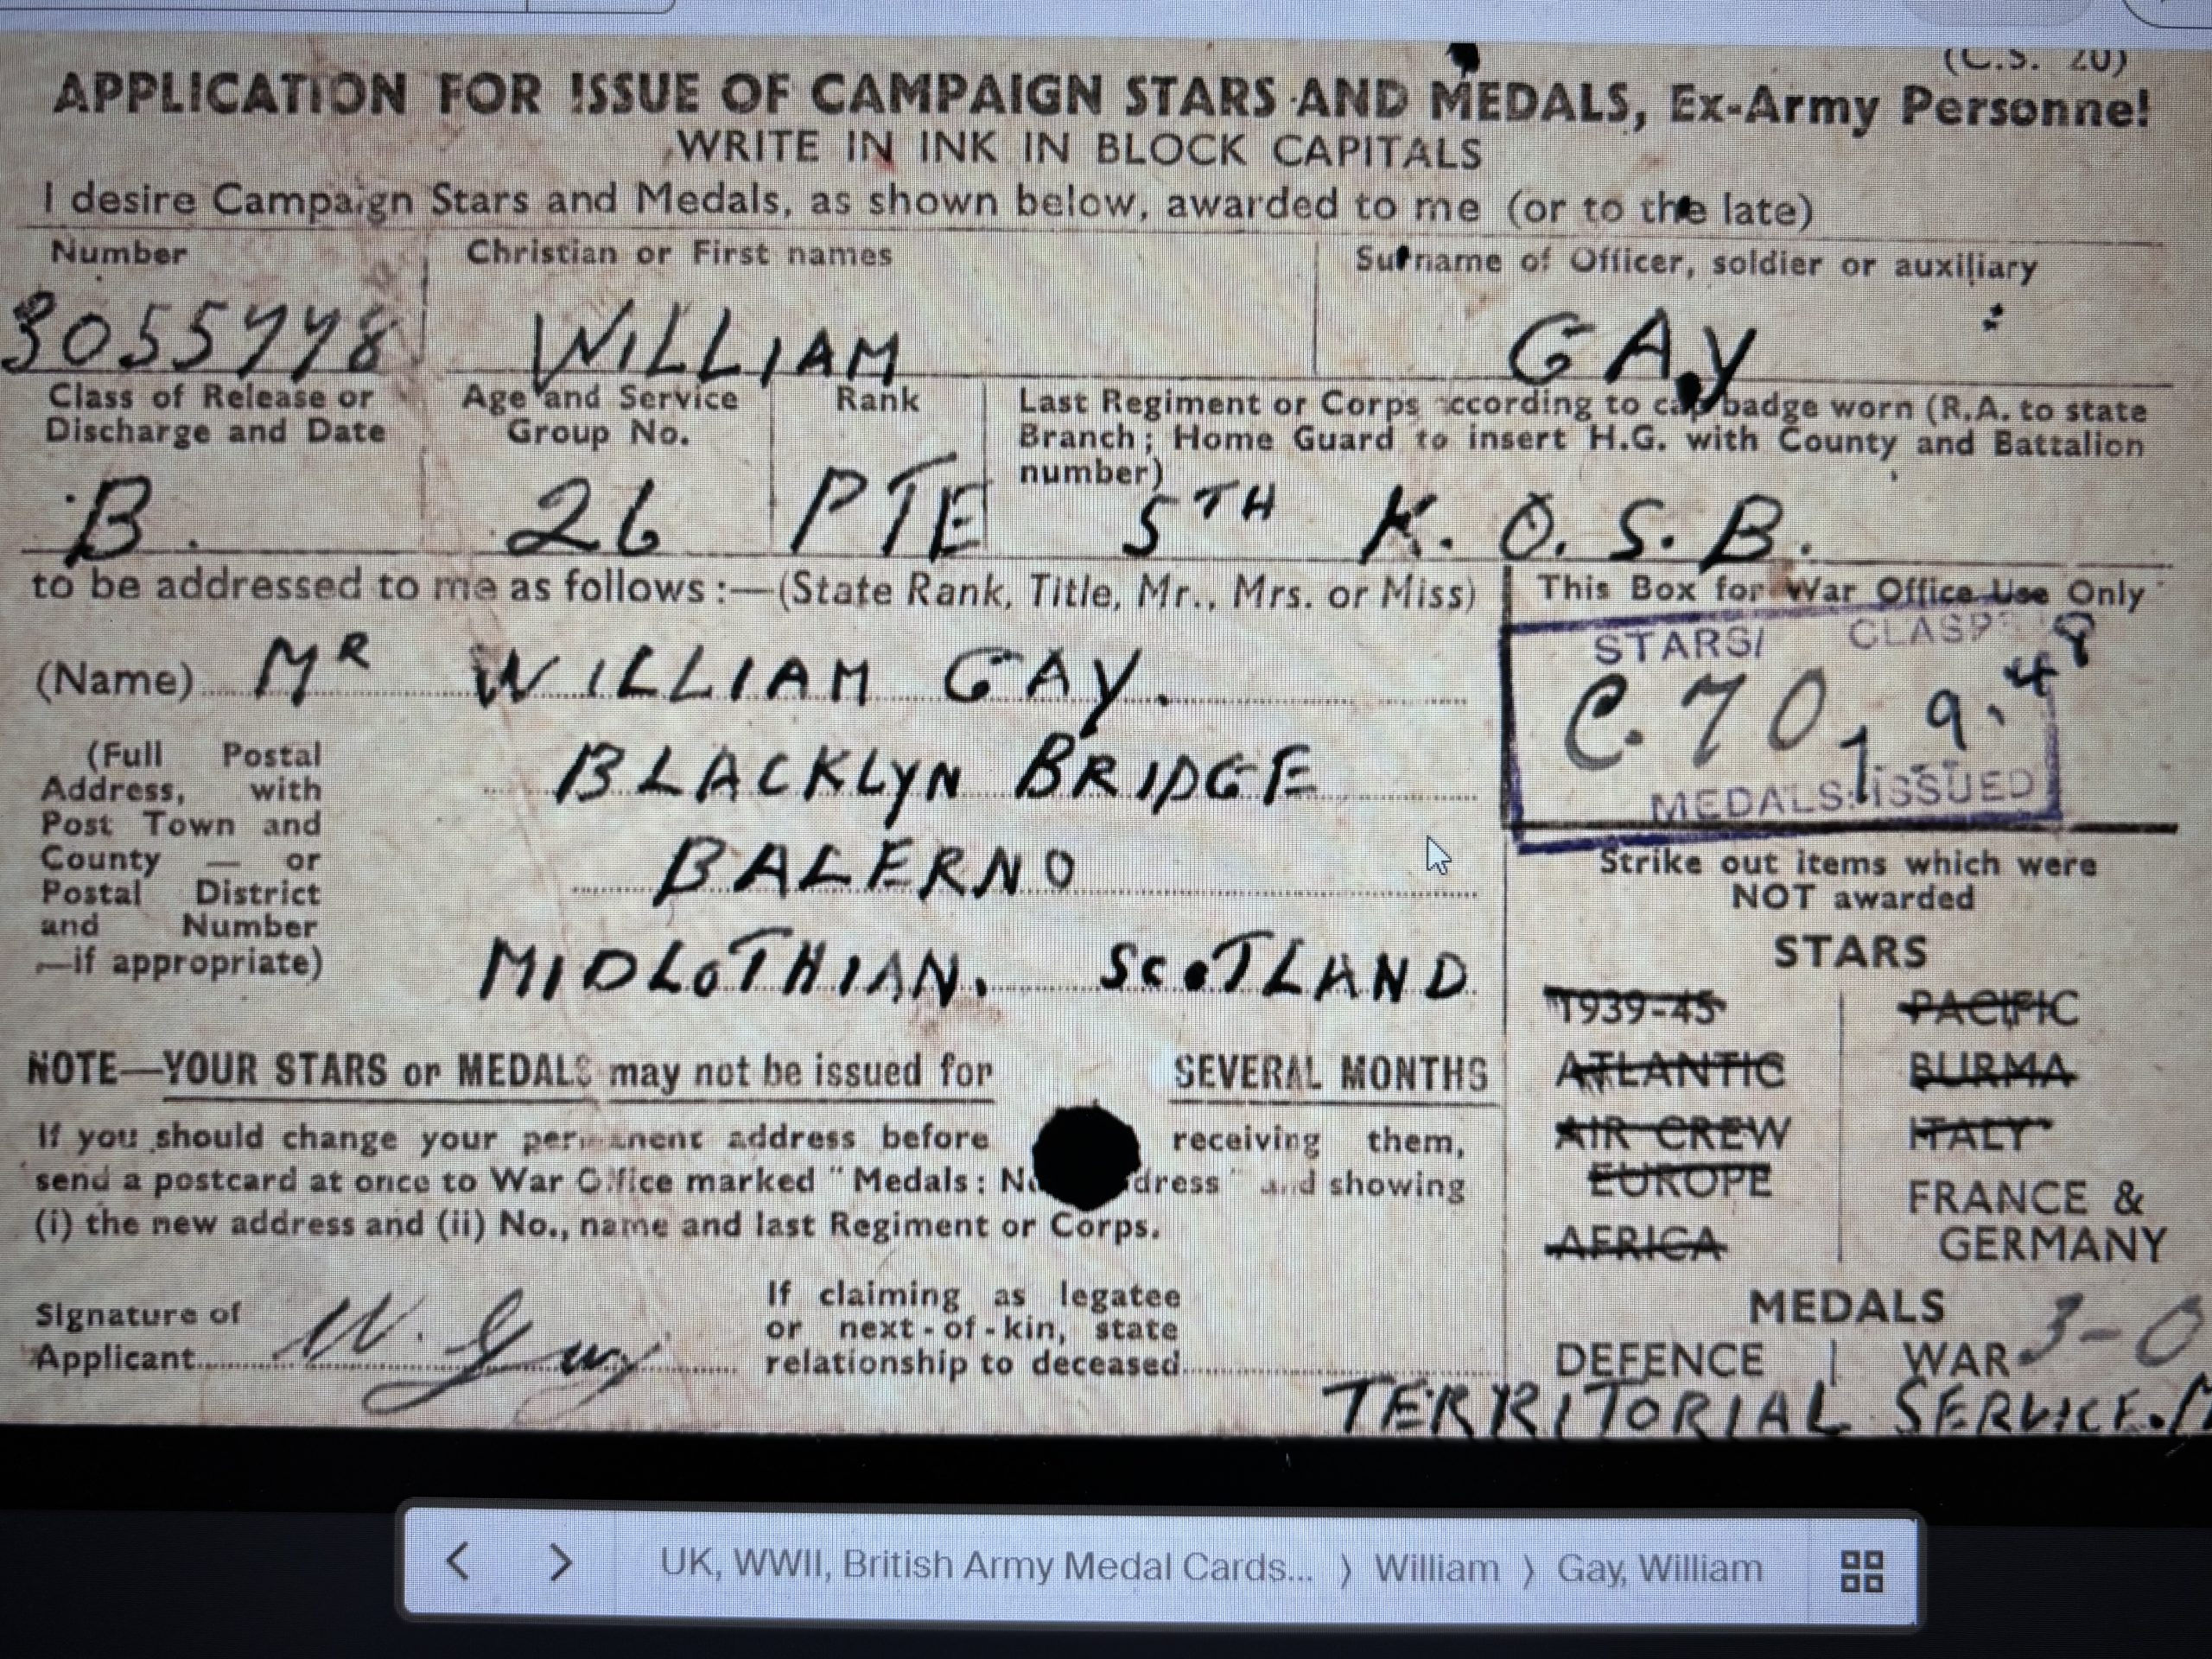 (C.S. 20)
APPLICATION FOR ISSUE OF CAMPAIGN STARS AND MEDALS, Ex-Army Personnel
WRITE IN INK IN BLOCK CAPITALS
I desire Campaign Stars and Medals, as shown below, awarded to me (or to the late)
Number Christian or First names Surname of Officer, soldier or auxiliary
WILLIAM GAY
Class of Release or Discharge and Date Age and Service Group No. Rank Last Regiment or Corps according to cap badge worn (R.A. to state
Branch; Home Guard to insert H.G. with County and Battalion
number)
B. 26 PTE 5TH K.O.S.B.
to be addressed to me as follows:—(State Rank, Title, Mr., Mrs. or Miss)
(Name) MR WILLIAM GAY.
(Full Postal
Address, with
Post Town and
County — or
Postal District
and Number
—if appropriate)
BLACKLYN BRIDGE
BALERNO
MIDLOTHIAN. SCOTLAND
This Box for War Office Use Only
STARS/ CLASP
C. 70 1.9.48
MEDALS ISSUED
Strike out items which were
NOT awarded
STARS
1939-45 PACIFIC
ATLANTIC BURMA
AIR CREW ITALY
EUROPE FRANCE &
AFRICA GERMANY
MEDALS
DEFENCE WAR 3-0
TERRITORIAL SERVICE.
NOTE—YOUR STARS or MEDALS may not be issued for SEVERAL MONTHS
If you should change your permanent address before receiving them,
send a postcard at once to War Office marked "Medals: New Address" and showing
(i) the new address and (ii) No., name and last Regiment or Corps.
Signature of
Applicant W. Gay
If claiming as legatee
or next-of-kin, state
relationship to deceased
UK, WWII, British Army Medal Cards... William Gay, William